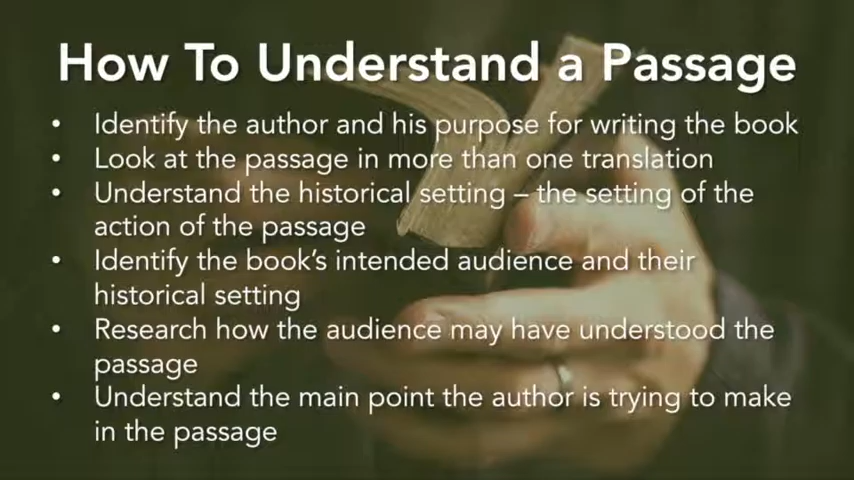 How To Understand a Passage
• Identify the author and his purpose for writing the book
• Look at the passage in more than one translation
• Understand the historical setting – the setting of the
action of the passage
• Identify the book's intended audience and their
historical setting
• Research how the audience may have understood the
passage
• Understand the main point the author is trying to make
in the passage